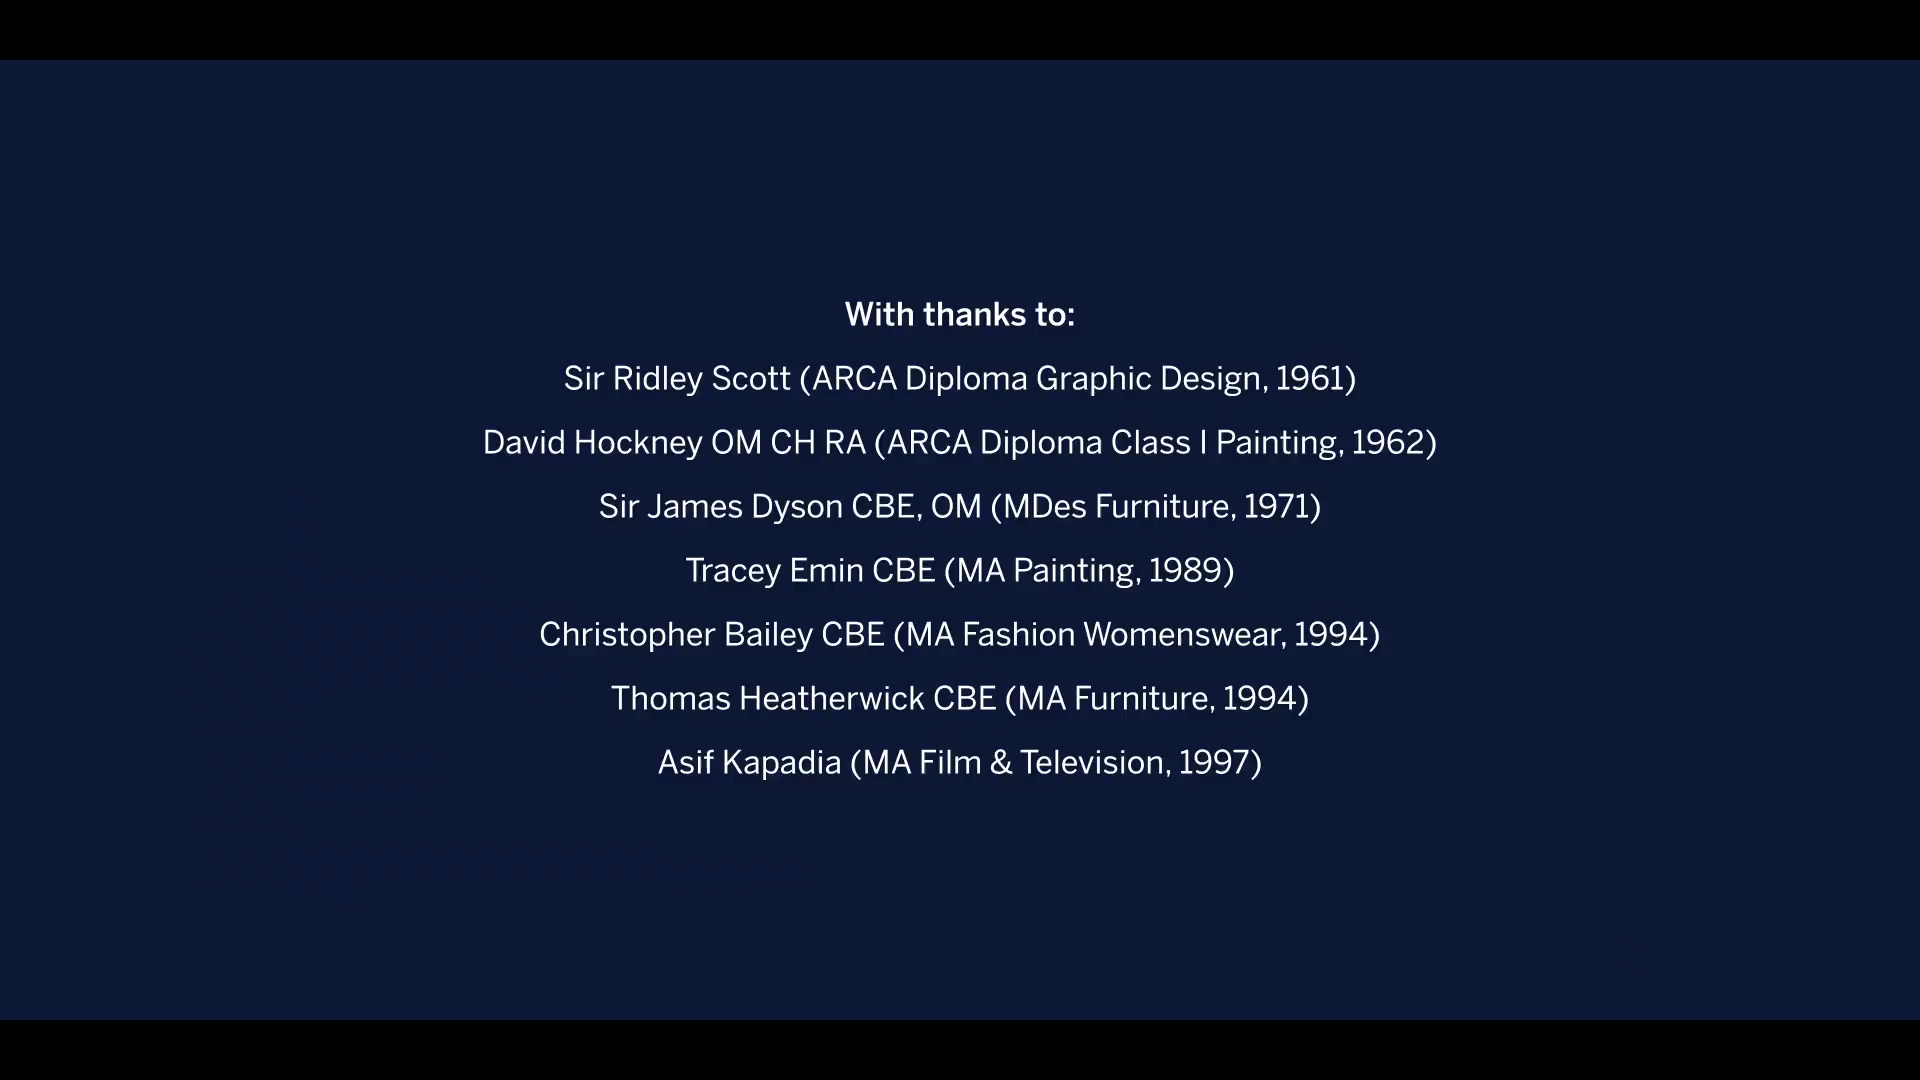 With thanks to:
Sir Ridley Scott (ARCA Diploma Graphic Design, 1961)
David Hockney OM CH RA (ARCA Diploma Class I Painting, 1962)
Sir James Dyson CBE, OM (MDes Furniture, 1971)
Tracey Emin CBE (MA Painting, 1989)
Christopher Bailey CBE (MA Fashion Womenswear, 1994)
Thomas Heatherwick CBE (MA Furniture, 1994)
Asif Kapadia (MA Film & Television, 1997)